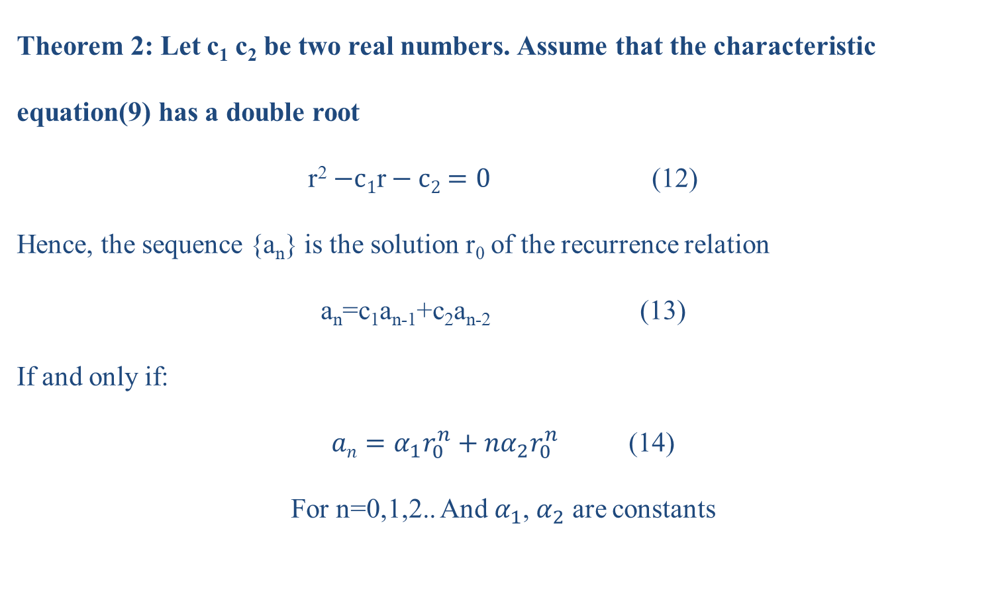 Theorem 2: Let c₁ c₂ be two real numbers. Assume that the characteristic
equation(9) has a double root
r² −c₁r − c₂ = 0 (12)
Hence, the sequence {aₙ} is the solution r₀ of the recurrence relation
aₙ=c₁aₙ₋₁+c₂aₙ₋₂ (13)
If and only if:
𝑎ₙ = 𝛼₁𝑟₀ⁿ + 𝑛𝛼₂𝑟₀ⁿ (14)
For n=0,1,2.. And 𝛼₁, 𝛼₂ are constants